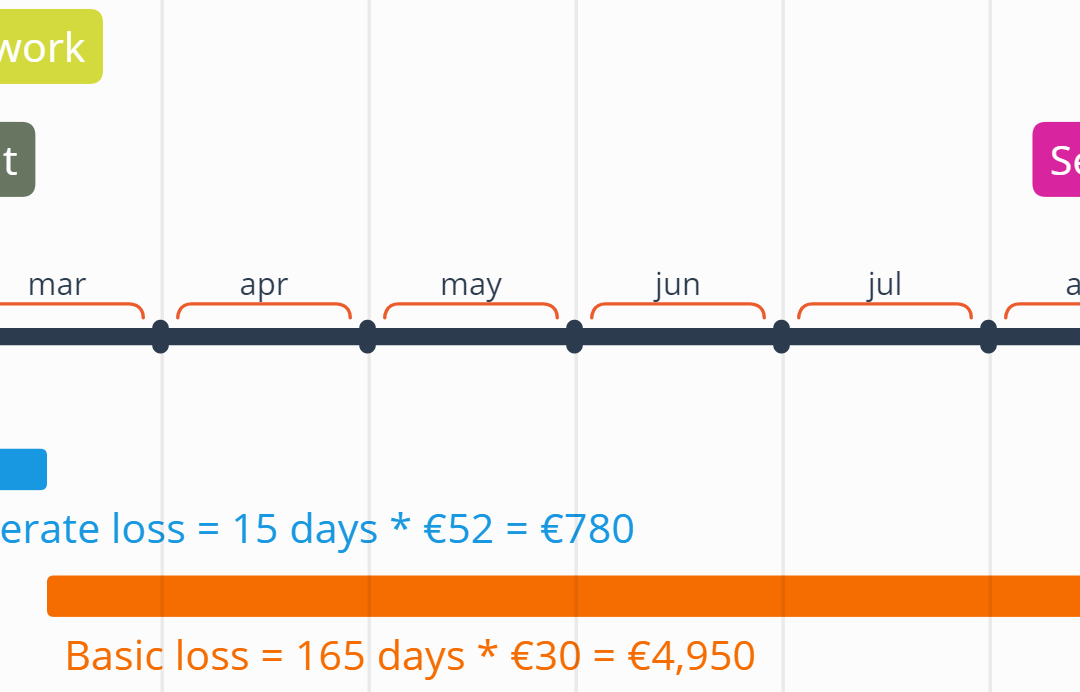 work
t
Se
mar apr may jun jul a
erate loss = 15 days * €52 = €780
Basic loss = 165 days * €30 = €4,950